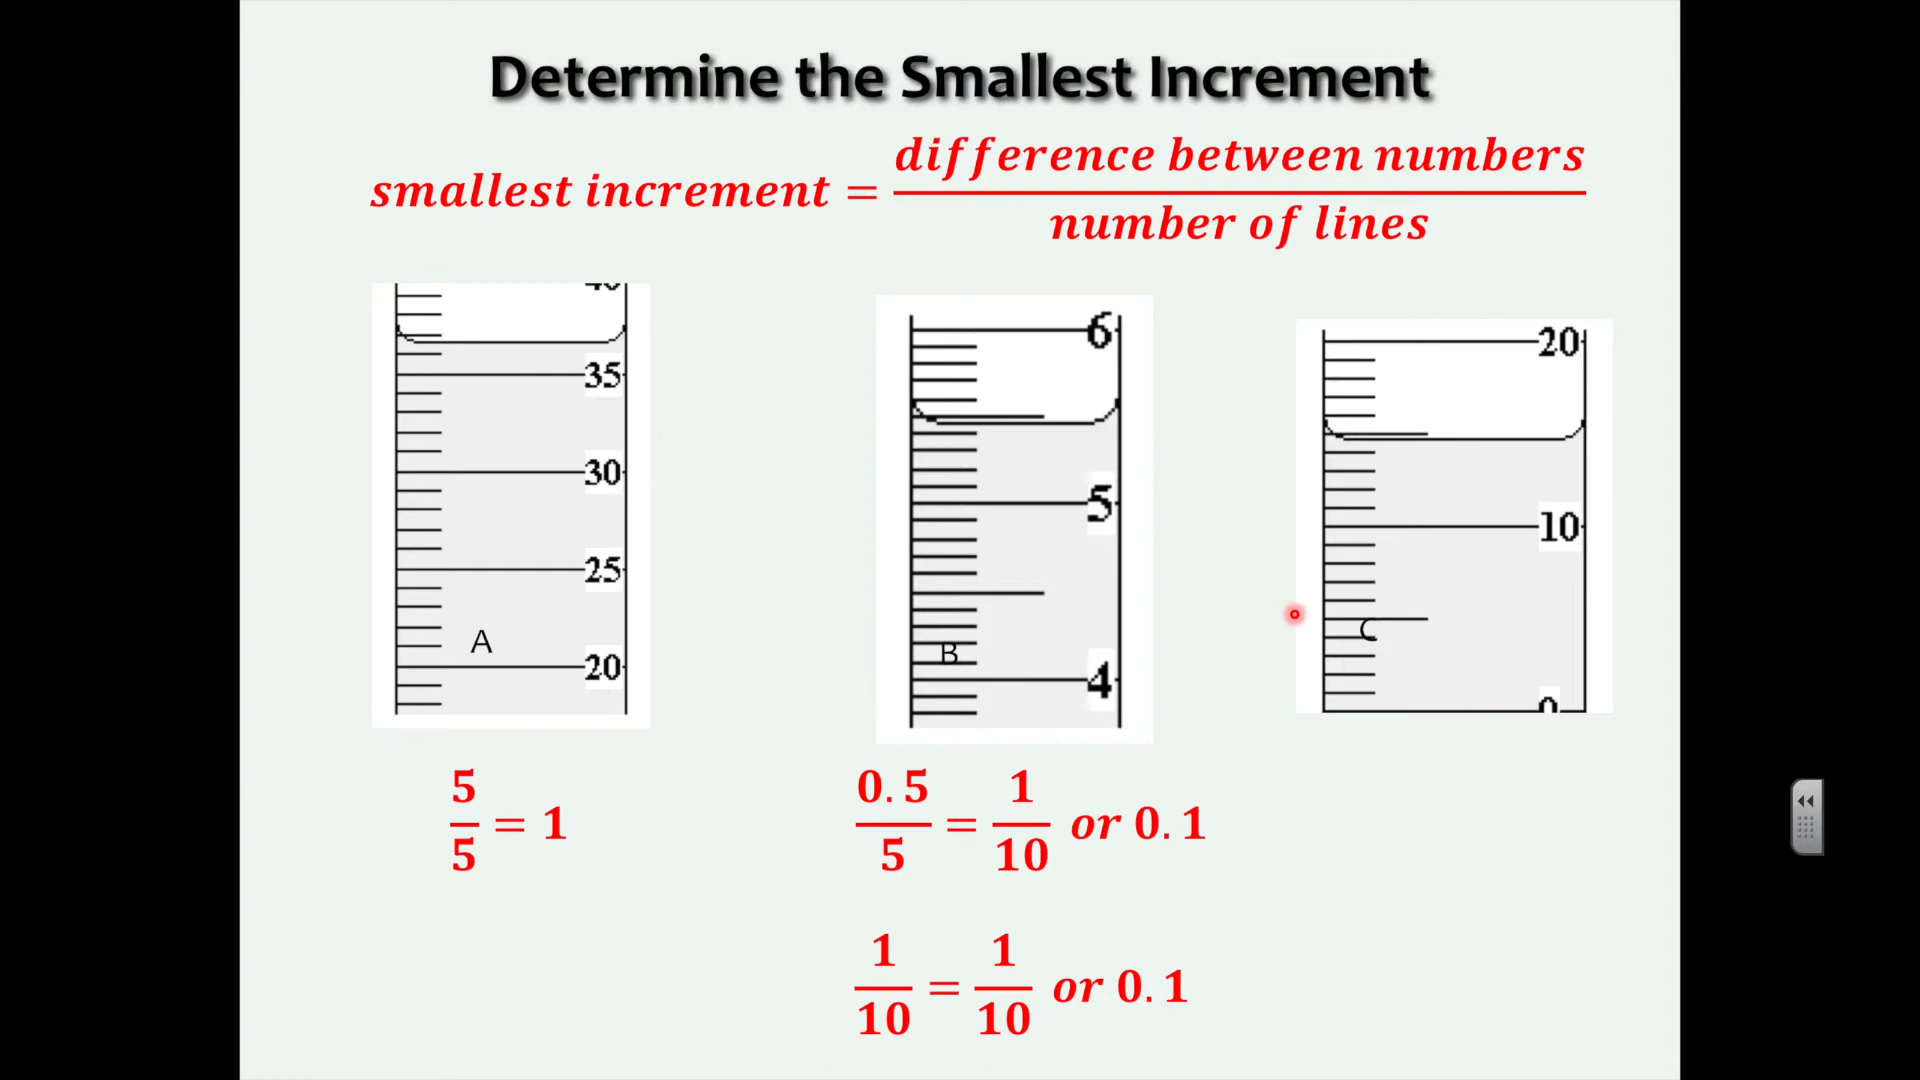 Determine the Smallest Increment
smallest increment = difference between numbers / number of lines
40
35
30
25
20
A
6
5
4
B
20
10
0
C
5/5 = 1
0.5/5 = 1/10 or 0.1
1/10 = 1/10 or 0.1